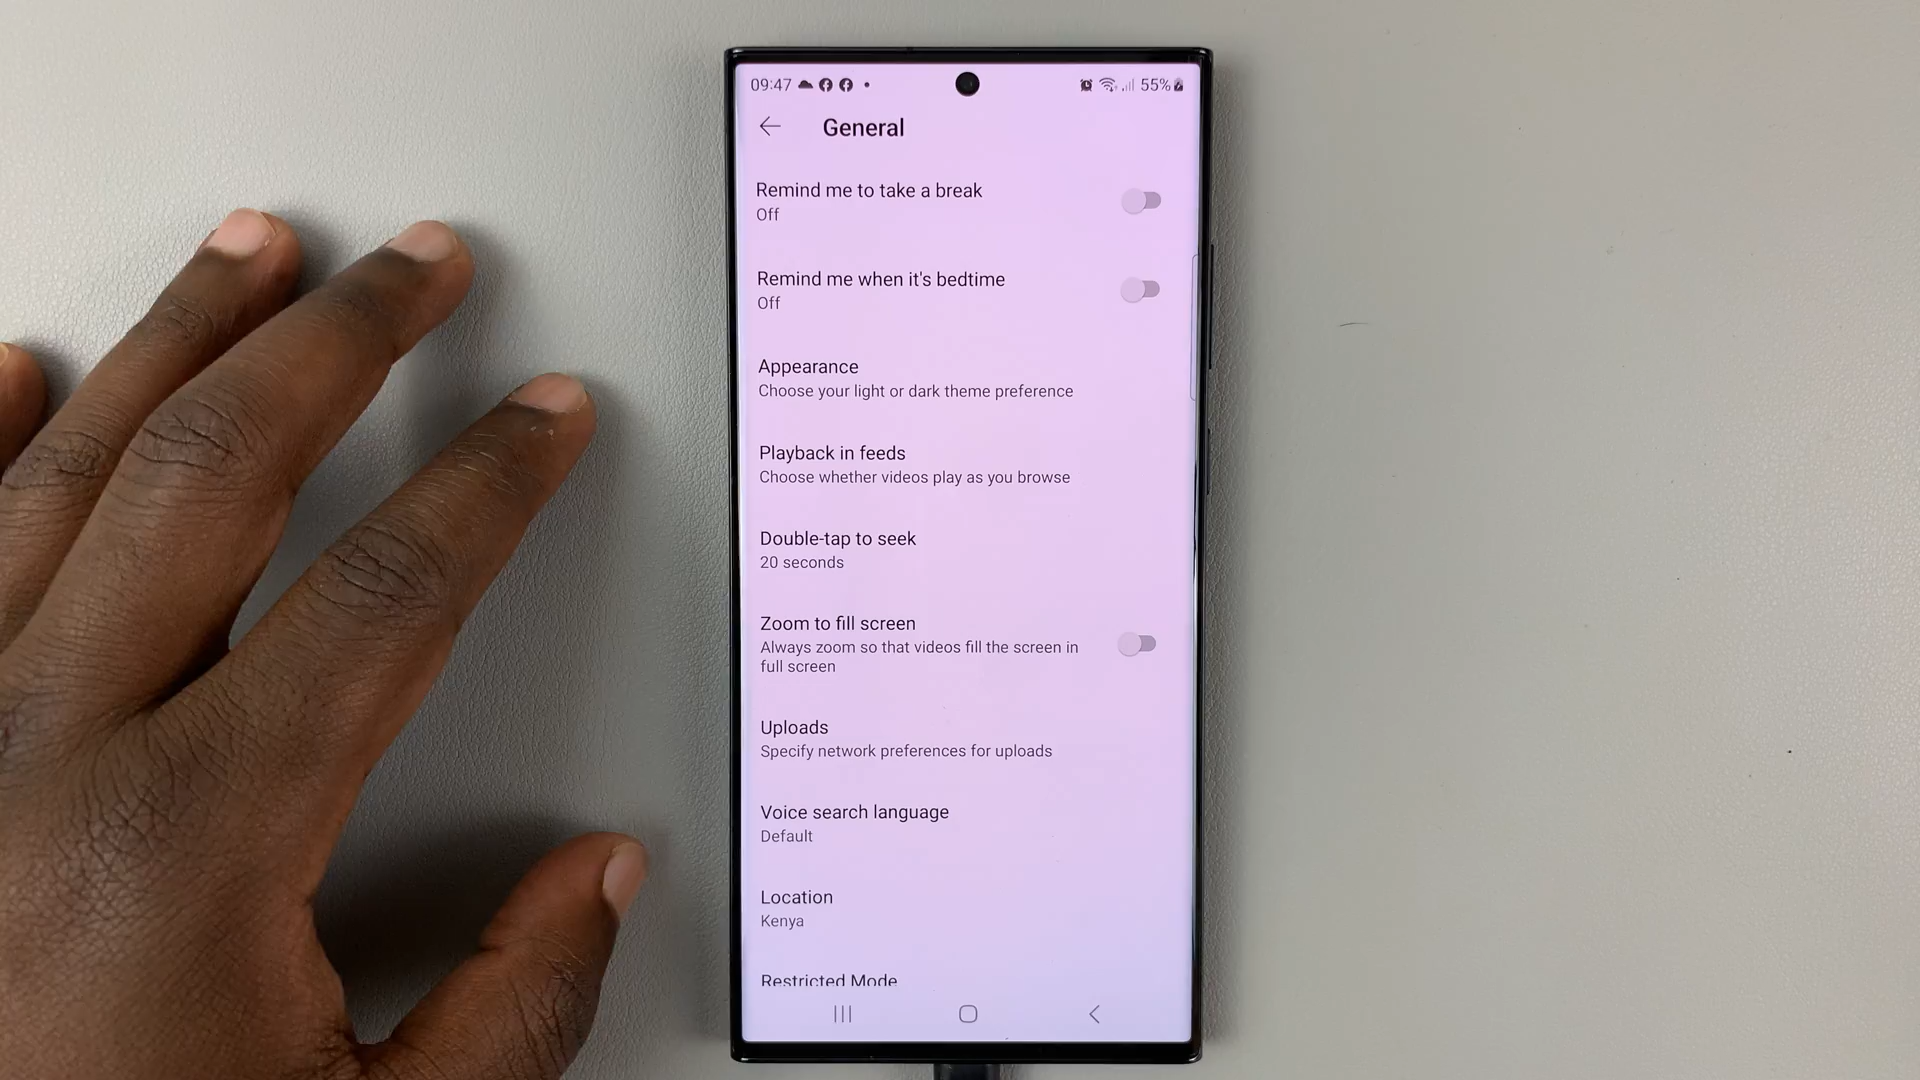 09:47
55%
General
Remind me to take a break
Off
Remind me when it's bedtime
Off
Appearance
Choose your light or dark theme preference
Playback in feeds
Choose whether videos play as you browse
Double-tap to seek
20 seconds
Zoom to fill screen
Always zoom so that videos fill the screen in
full screen
Uploads
Specify network preferences for uploads
Voice search language
Default
Location
Kenya
Restricted Mode